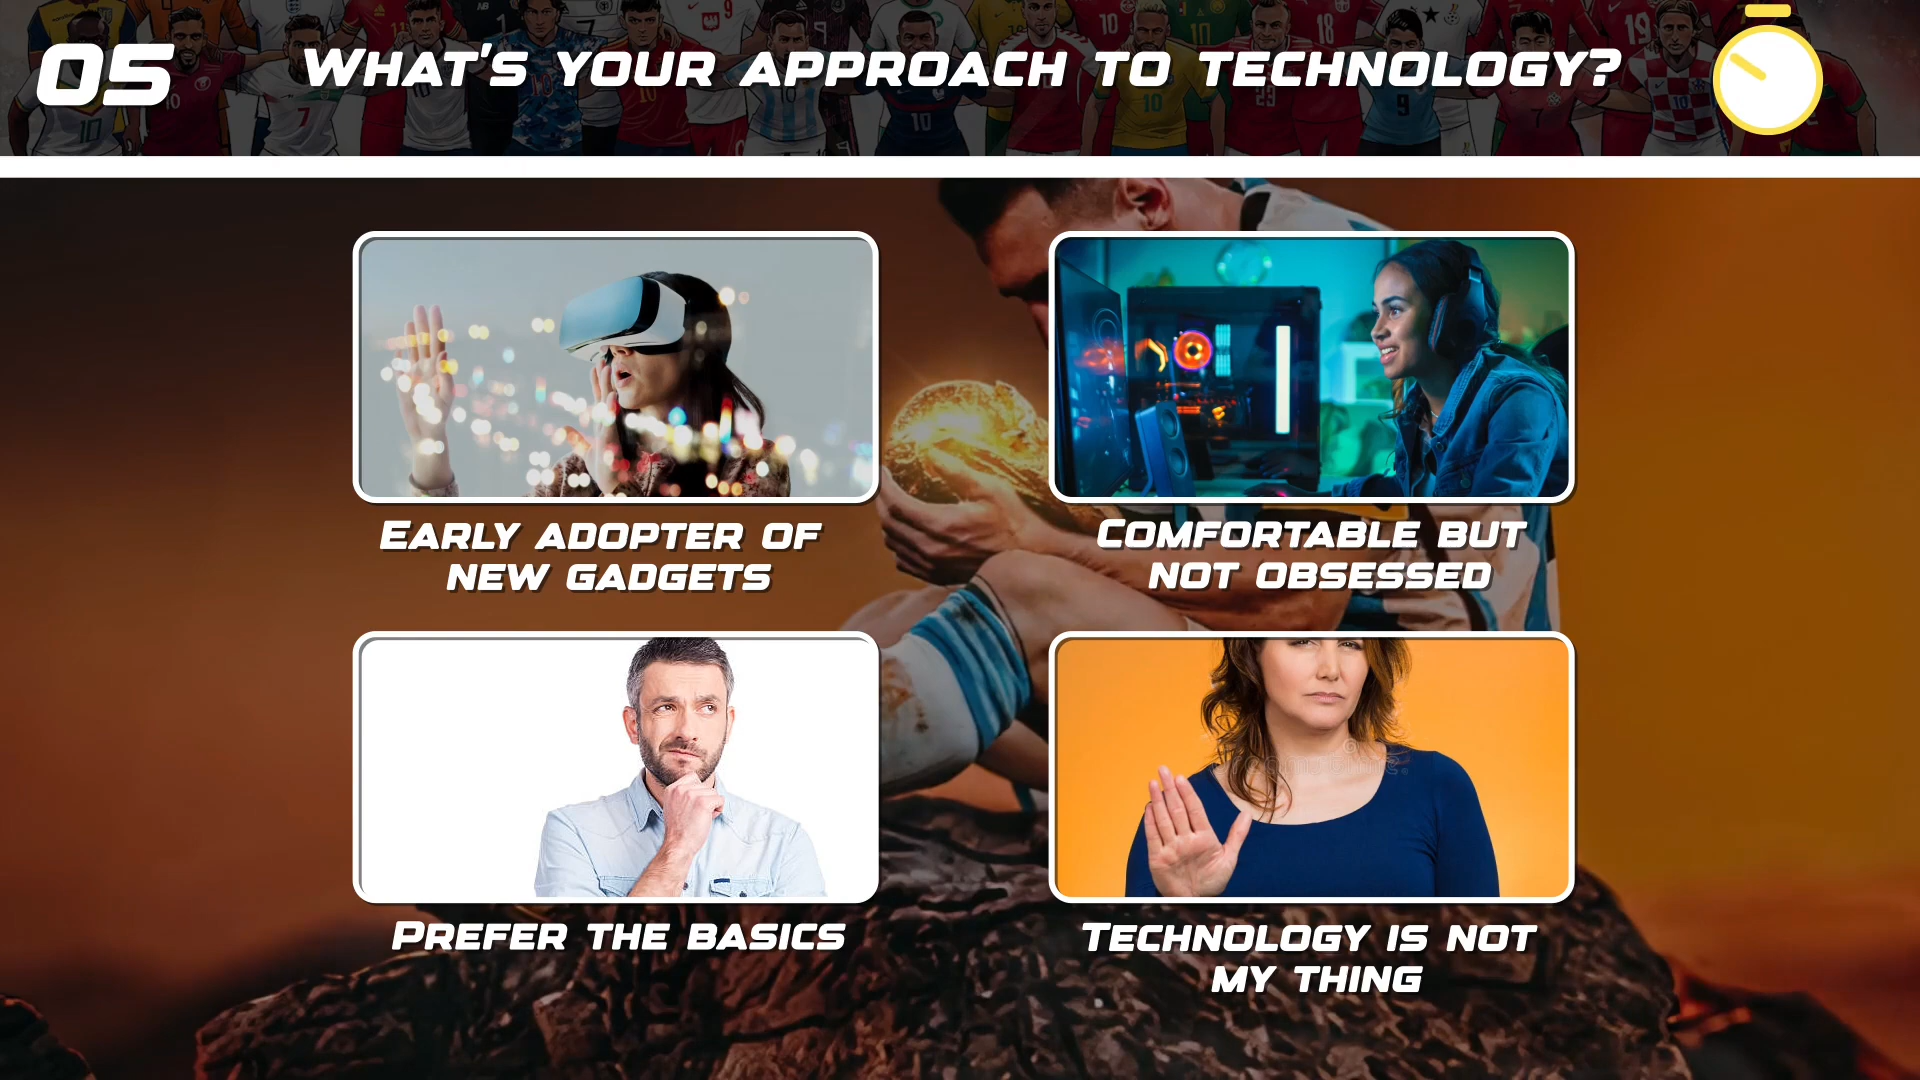 05
WHAT'S YOUR APPROACH TO TECHNOLOGY?
EARLY ADOPTER OF
NEW GADGETS
COMFORTABLE BUT
NOT OBSESSED
PREFER THE BASICS
TECHNOLOGY IS NOT
MY THING